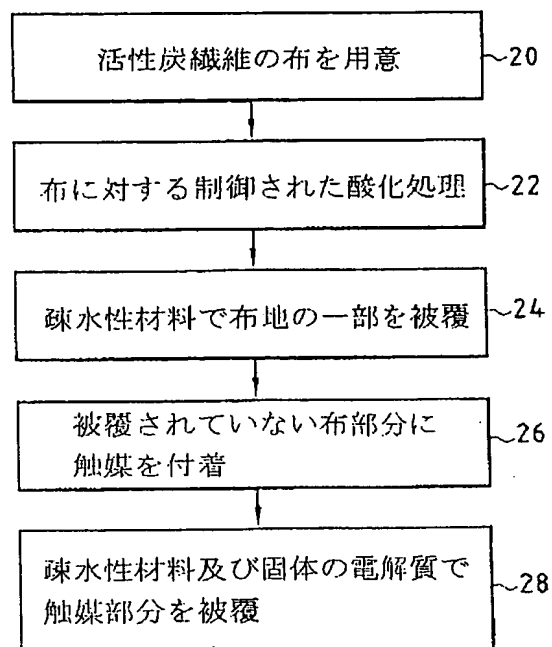 活性炭繊維の布を用意
20
布に対する制御された酸化処理
22
疎水性材料で布地の一部を被覆
24
被覆されていない布部分に
触媒を付着
26
疎水性材料及び固体の電解質で
触媒部分を被覆
28